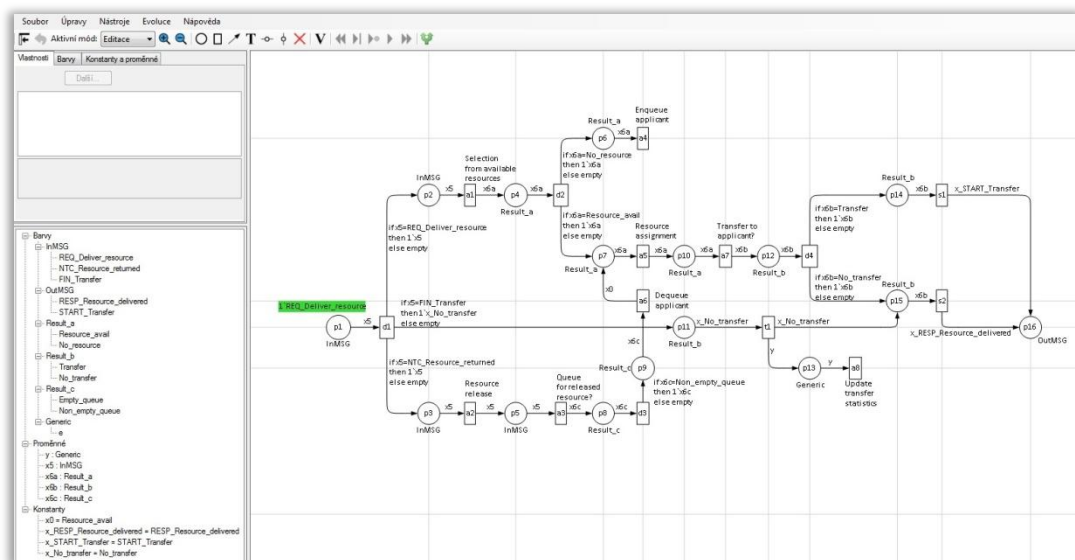 Soubor Úpravy Nástroje Evoluce Nápověda
Aktivní mód: Editace T V
Vlastnosti Barvy Konstanty a proměnné
Další...
Barvy
InMSG
REQ_Deliver_resource
NTC_Resource_returned
FIN_Transfer
OutMSG
RESP_Resource_delivered
START_Transfer
Result_a
Resource_avail
No_resource
Result_b
Transfer
No_transfer
Result_c
Empty_queue
Non_empty_queue
Generic
e
Proměnné
y : Generic
x5 : InMSG
x6a : Result_a
x6b : Result_b
x6c : Result_c
Konstanty
x0 = Resource_avail
x_RESP_Resource_delivered = RESP_Resource_delivered
x_START_Transfer = START_Transfer
x_No_transfer = No_transfer
1`REQ_Deliver_resource
p1
InMSG
x5
d1
if x5=REQ_Deliver_resource
then 1`x5
else empty
InMSG
p2
x5
Selection
from available
resources
a1
x6a
p4
Result_a
x6a
d2
if x6a=No_resource
then 1`x6a
else empty
Result_a
p6
x6a
Enqueue
applicant
a4
if x6a=Resource_avail
then 1`x6a
else empty
p7
Result_a
x6a
Resource
assignment
a5
x6a
p10
Result_a
x6a
Transfer to
applicant?
a7
x6b
p12
Result_b
x6b
d4
if x6b=Transfer
then 1`x6b
else empty
Result_b
p14
x6b
s1
x_START_Transfer
if x6b=No_transfer
then 1`x6b
else empty
Result_b
p15
x6b
s2
x_RESP_Resource_delivered
p16
OutMSG
x0
a6
Dequeue
applicant
x6c
if x5=FIN_Transfer
then 1`x_No_transfer
else empty
p11
Result_b
x_No_transfer
t1
x_No_transfer
y
p13
Generic
y
a8
Update
transfer
statistics
if x5=NTC_Resource_returned
then 1`x5
else empty
p3
InMSG
x5
Resource
release
a2
x5
p5
InMSG
x5
Queue
for released
resource?
a3
x6c
p8
Result_c
x6c
d3
Result_c
p9
if x6c=Non_empty_queue
then 1`x6c
else empty